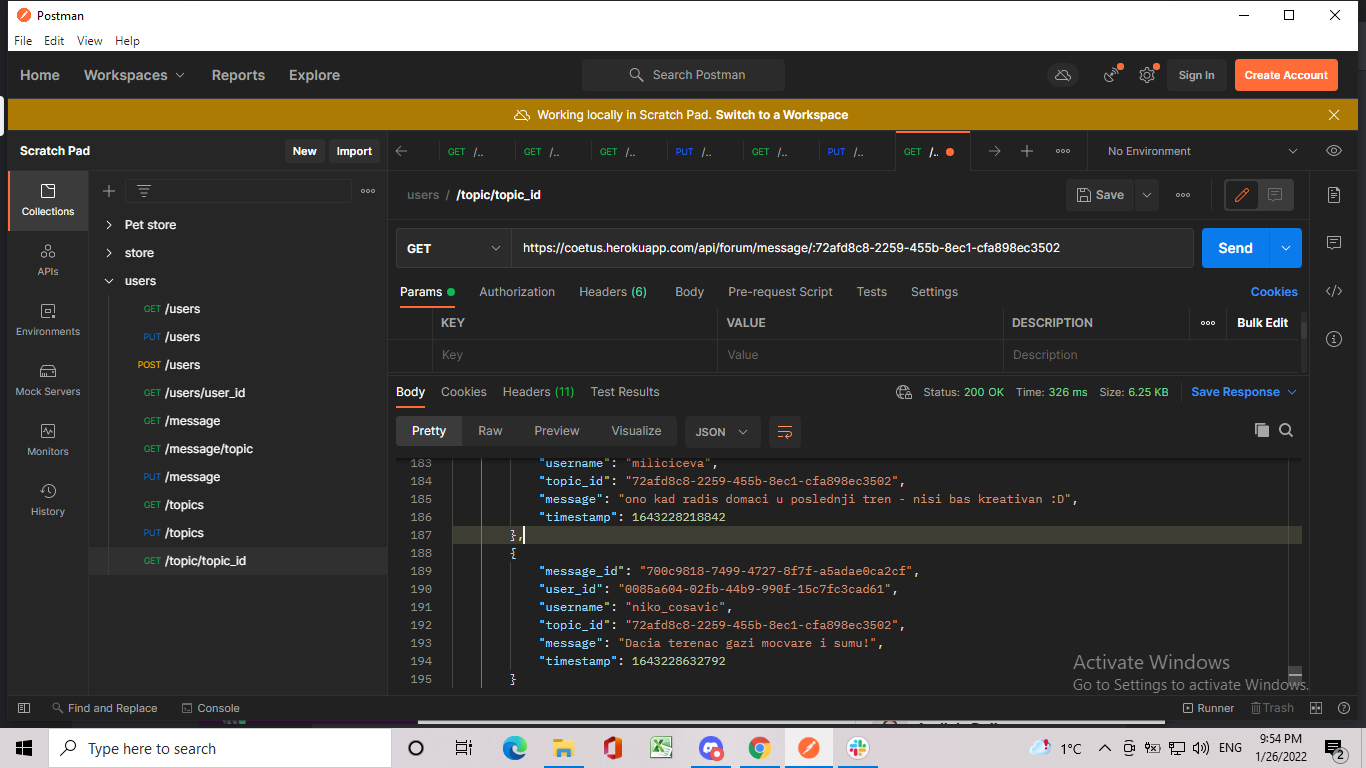 Postman
File Edit View Help
Home Workspaces Reports Explore Search Postman Sign In Create Account
Working locally in Scratch Pad. Switch to a Workspace
Scratch Pad New Import GET /.. GET /.. GET /.. PUT /.. GET /.. PUT /.. GET /.. No Environment
Collections
APIs
Environments
Mock Servers
Monitors
History
Pet store
store
users
GET /users
PUT /users
POST /users
GET /users/user_id
GET /message
GET /message/topic
PUT /message
GET /topics
PUT /topics
GET /topic/topic_id
users / /topic/topic_id Save
GET https://coetus.herokuapp.com/api/forum/message/:72afd8c8-2259-455b-8ec1-cfa898ec3502 Send
Params Authorization Headers (6) Body Pre-request Script Tests Settings Cookies
KEY VALUE DESCRIPTION Bulk Edit
Key Value Description
Body Cookies Headers (11) Test Results Status: 200 OK Time: 326 ms Size: 6.25 KB Save Response
Pretty Raw Preview Visualize JSON
183 "username": "miliciceva",
184 "topic_id": "72afd8c8-2259-455b-8ec1-cfa898ec3502",
185 "message": "ono kad radis domaci u poslednji tren - nisi bas kreativan :D",
186 "timestamp": 1643228218842
187 },
188 {
189 "message_id": "700c9818-7499-4727-8f7f-a5adae0ca2cf",
190 "user_id": "0085a604-02fb-44b9-990f-15c7fc3cad61",
191 "username": "niko_cosavic",
192 "topic_id": "72afd8c8-2259-455b-8ec1-cfa898ec3502",
193 "message": "Dacia terenac gazi mocvare i sumu!",
194 "timestamp": 1643228632792
195 }
Activate Windows
Go to Settings to activate Windows.
Find and Replace Console Runner Trash
Type here to search 1°C ENG 9:54 PM
1/26/2022
2